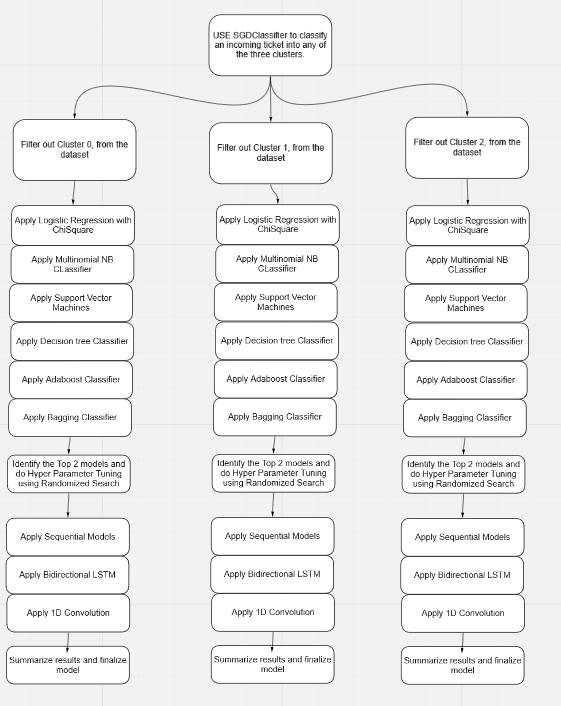 USE SGDClassifier to classify
an incoming ticket into any of
the three clusters.
Filter out Cluster 0, from the
dataset
Apply Logistic Regression with
ChiSquare
Apply Multinomial NB
CLassifier
Apply Support Vector
Machines
Apply Decision tree Classifier
Apply Adaboost Classifier
Apply Bagging Classifier
Identify the Top 2 models and
do Hyper Parameter Tuning
using Randomized Search
Apply Sequential Models
Apply Bidirectional LSTM
Apply 1D Convolution
Summarize results and finalize
model
Filter out Cluster 1, from the
dataset
Apply Logistic Regression with
ChiSquare
Apply Multinomial NB
CLassifier
Apply Support Vector
Machines
Apply Decision tree Classifier
Apply Adaboost Classifier
Apply Bagging Classifier
Identify the Top 2 models and
do Hyper Parameter Tuning
using Randomized Search
Apply Sequential Models
Apply Bidirectional LSTM
Apply 1D Convolution
Summarize results and finalize
model
Filter out Cluster 2, from the
dataset
Apply Logistic Regression with
ChiSquare
Apply Multinomial NB
CLassifier
Apply Support Vector
Machines
Apply Decision tree Classifier
Apply Adaboost Classifier
Apply Bagging Classifier
Identify the Top 2 models and
do Hyper Parameter Tuning
using Randomized Search
Apply Sequential Models
Apply Bidirectional LSTM
Apply 1D Convolution
Summarize results and finalize
model